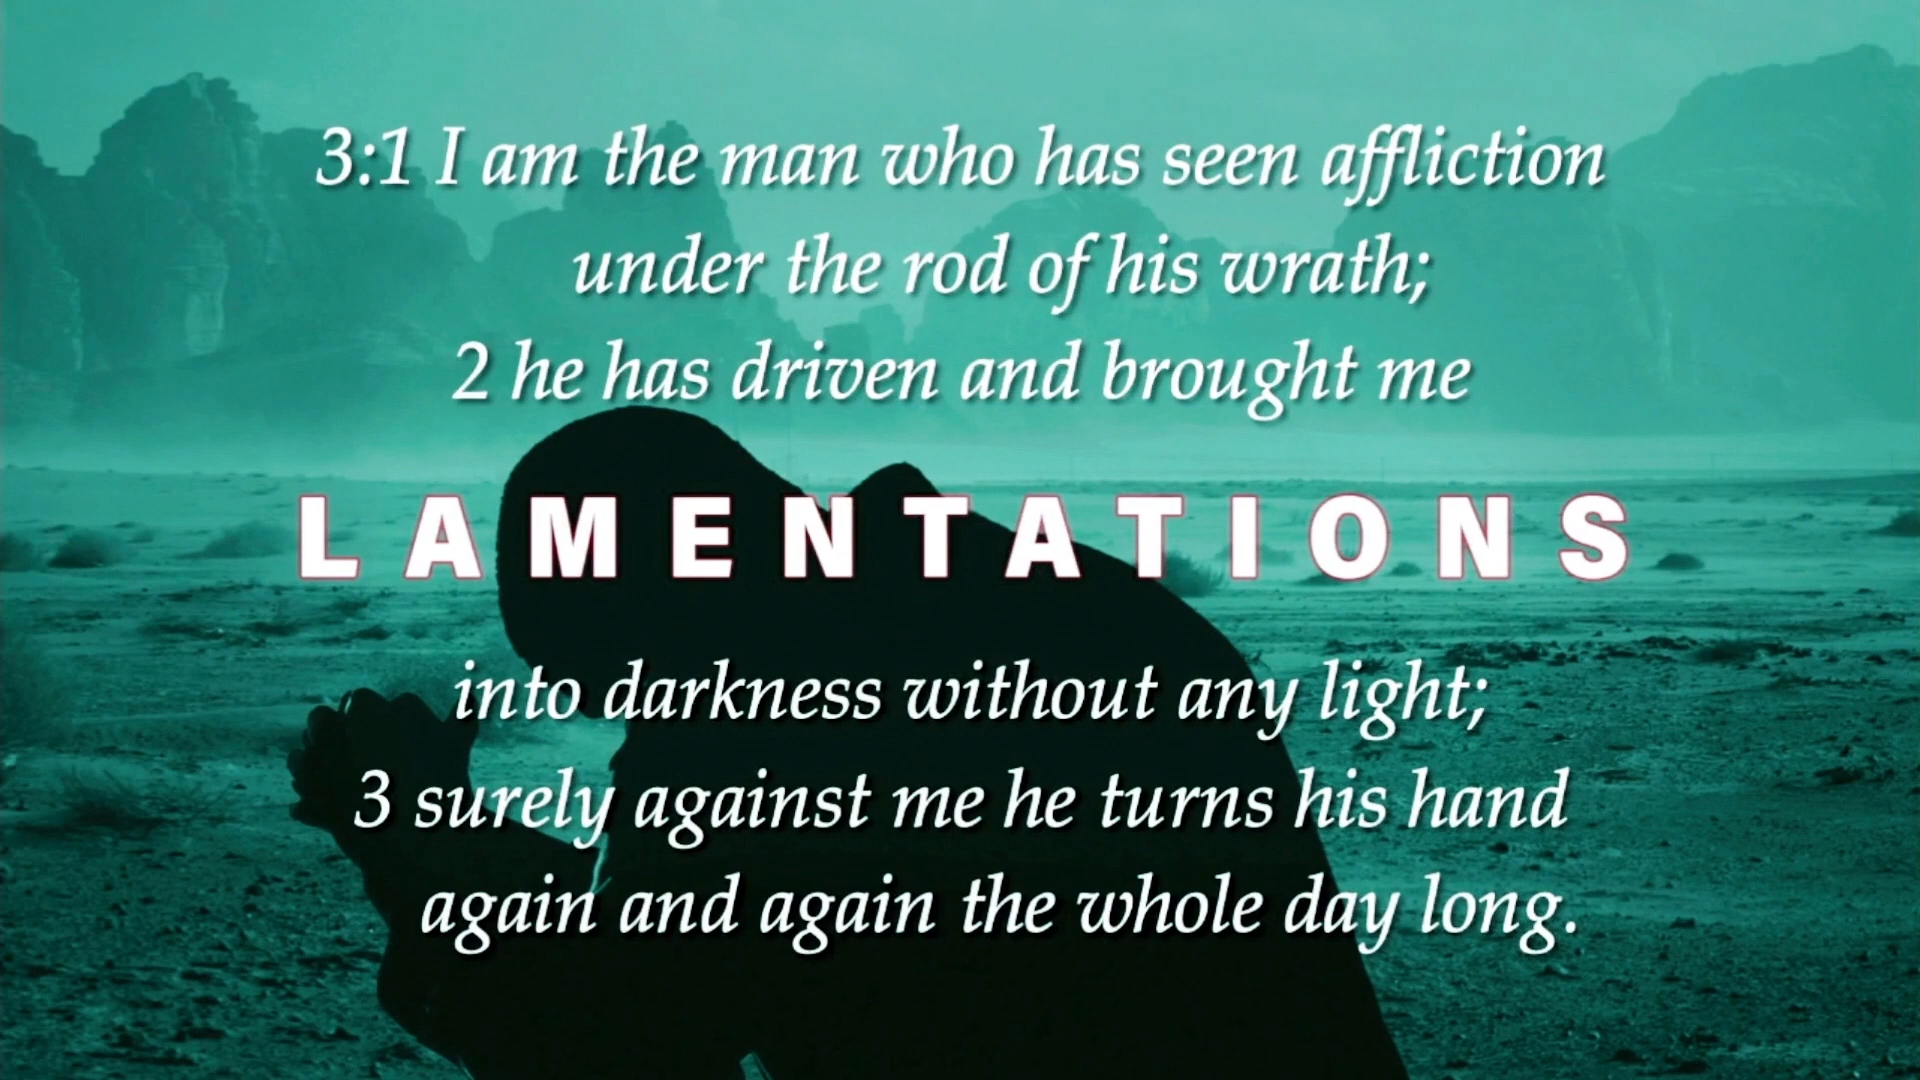 3:1 I am the man who has seen affliction
under the rod of his wrath;
2 he has driven and brought me
LAMENTATIONS
into darkness without any light;
3 surely against me he turns his hand
again and again the whole day long.